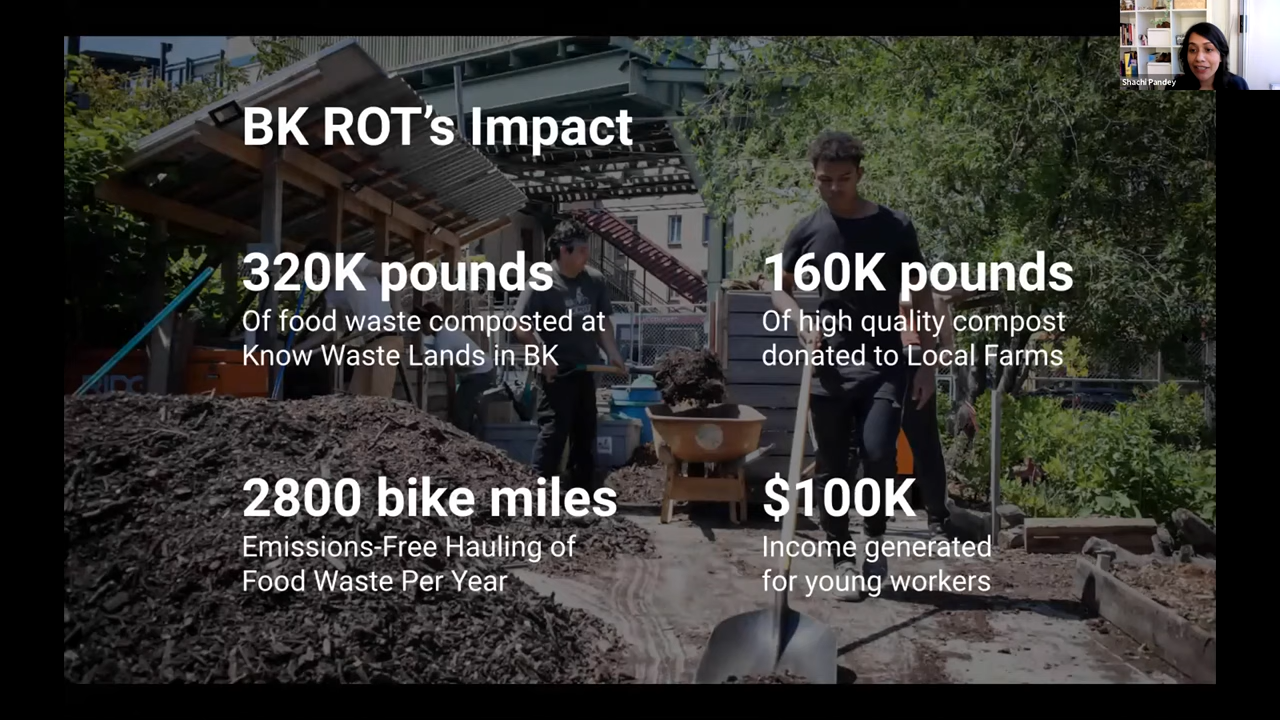 Shachi Pandey
BK ROT's Impact
320K pounds
Of food waste composted at
Know Waste Lands in BK
160K pounds
Of high quality compost
donated to Local Farms
2800 bike miles
Emissions-Free Hauling of
Food Waste Per Year
$100K
Income generated
for young workers